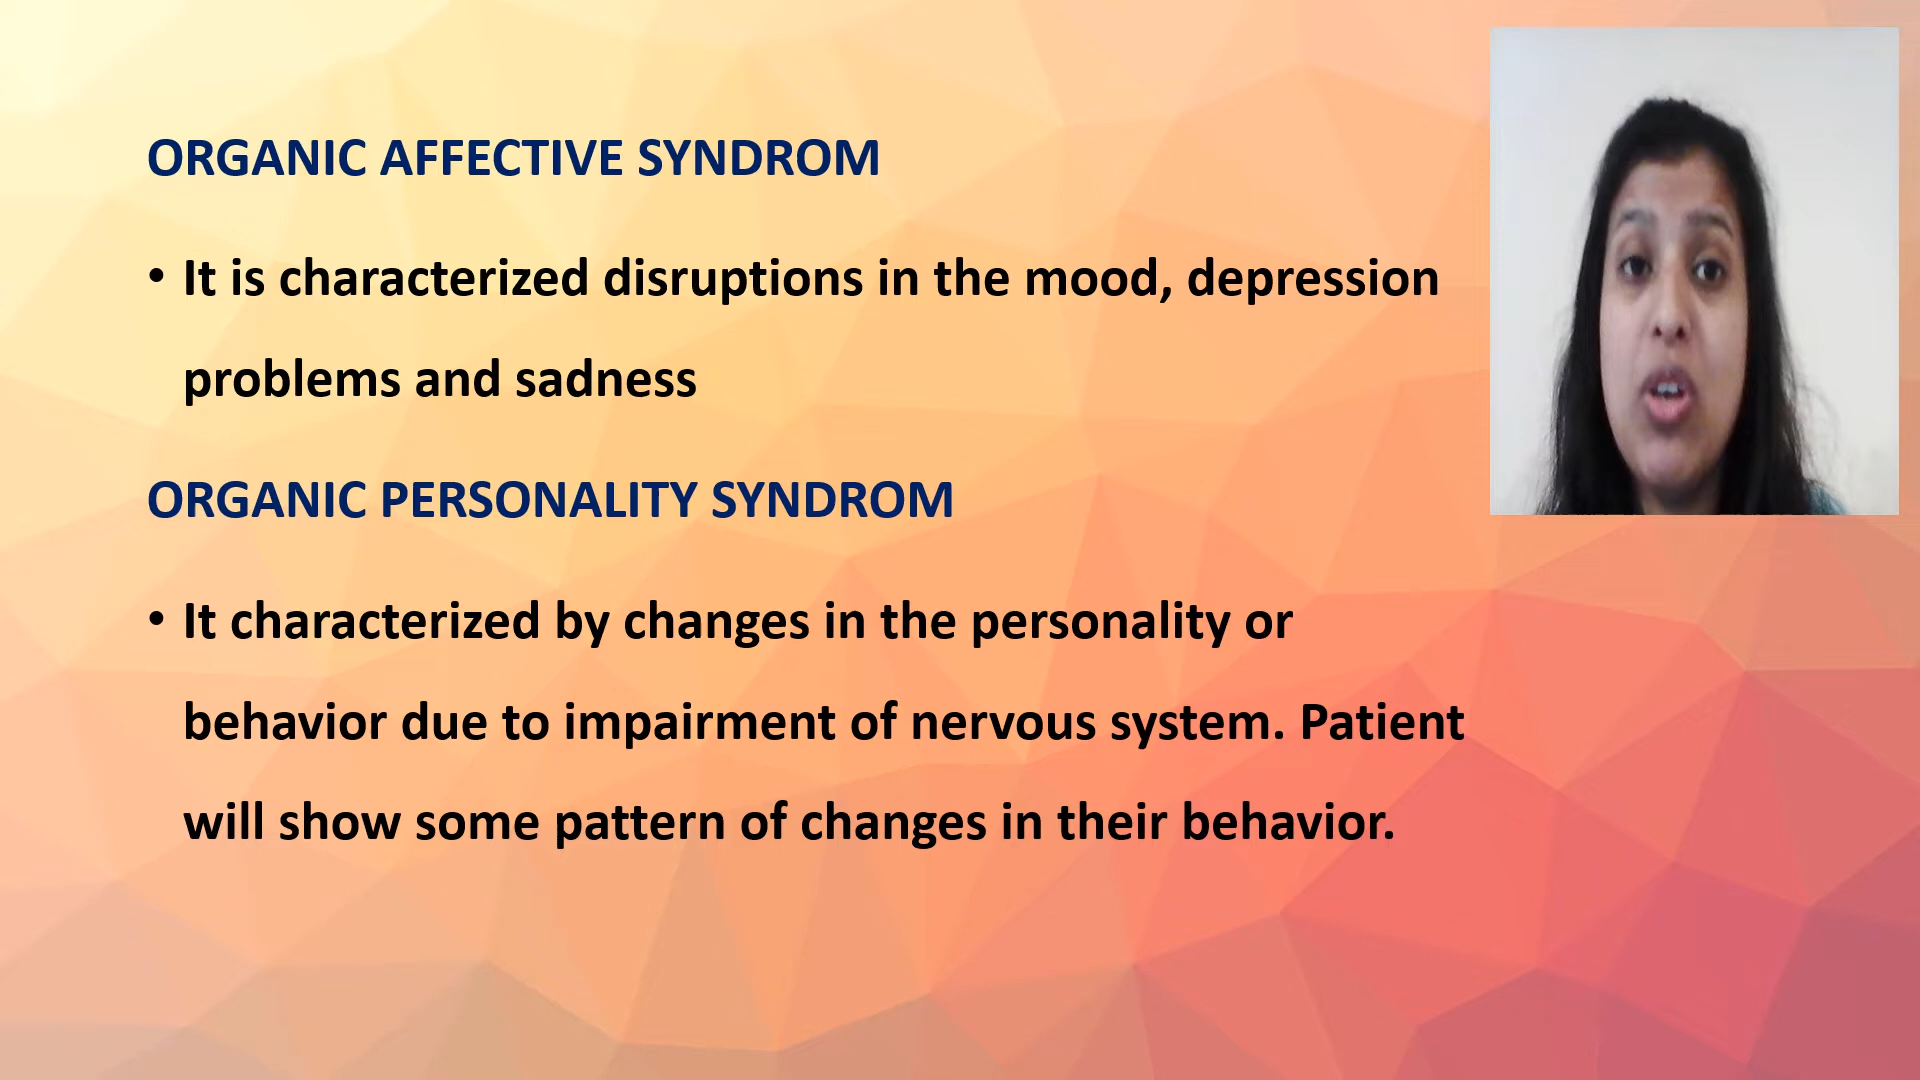 ORGANIC AFFECTIVE SYNDROM
• It is characterized disruptions in the mood, depression
problems and sadness
ORGANIC PERSONALITY SYNDROM
• It characterized by changes in the personality or
behavior due to impairment of nervous system. Patient
will show some pattern of changes in their behavior.